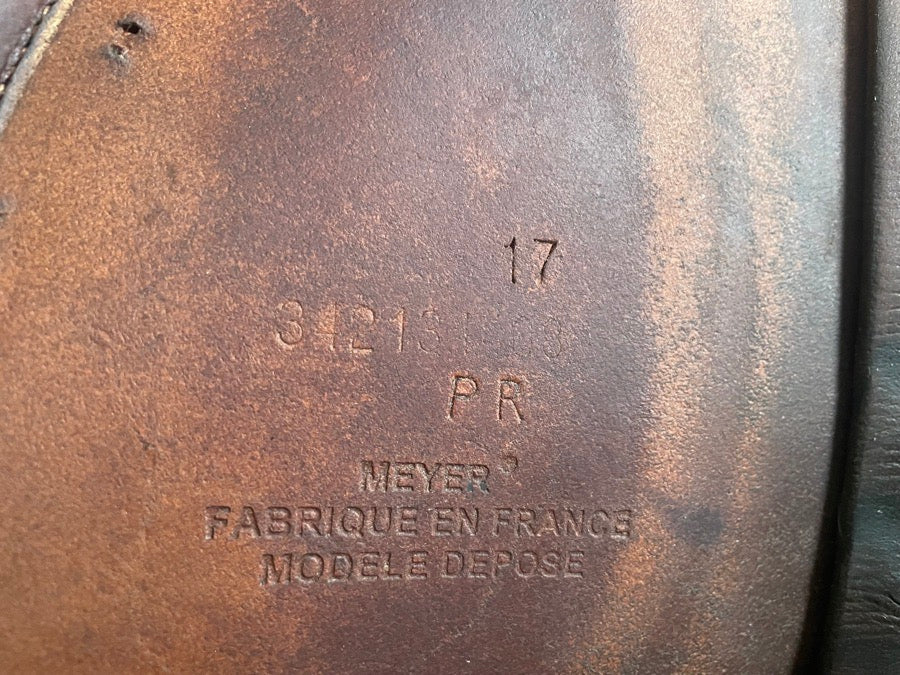 17
PR
MEYER
FABRIQUE EN FRANCE
MODELE DEPOSE